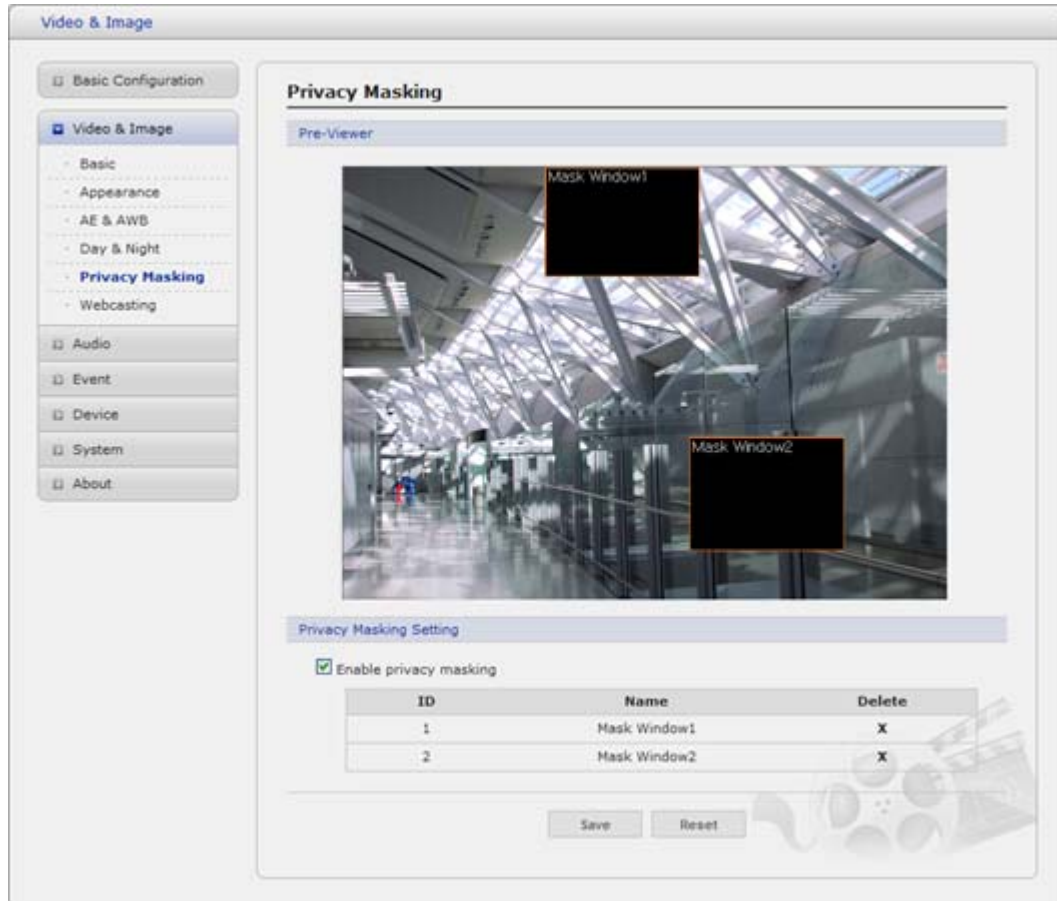 Video & Image
Basic Configuration
Video & Image
Basic
Appearance
AE & AWB
Day & Night
Privacy Masking
Webcasting
Audio
Event
Device
System
About
Privacy Masking
Pre-Viewer
Mask Window1
Mask Window2
Privacy Masking Setting
Enable privacy masking
ID Name Delete
1 Mask Window1 X
2 Mask Window2 X
Save Reset